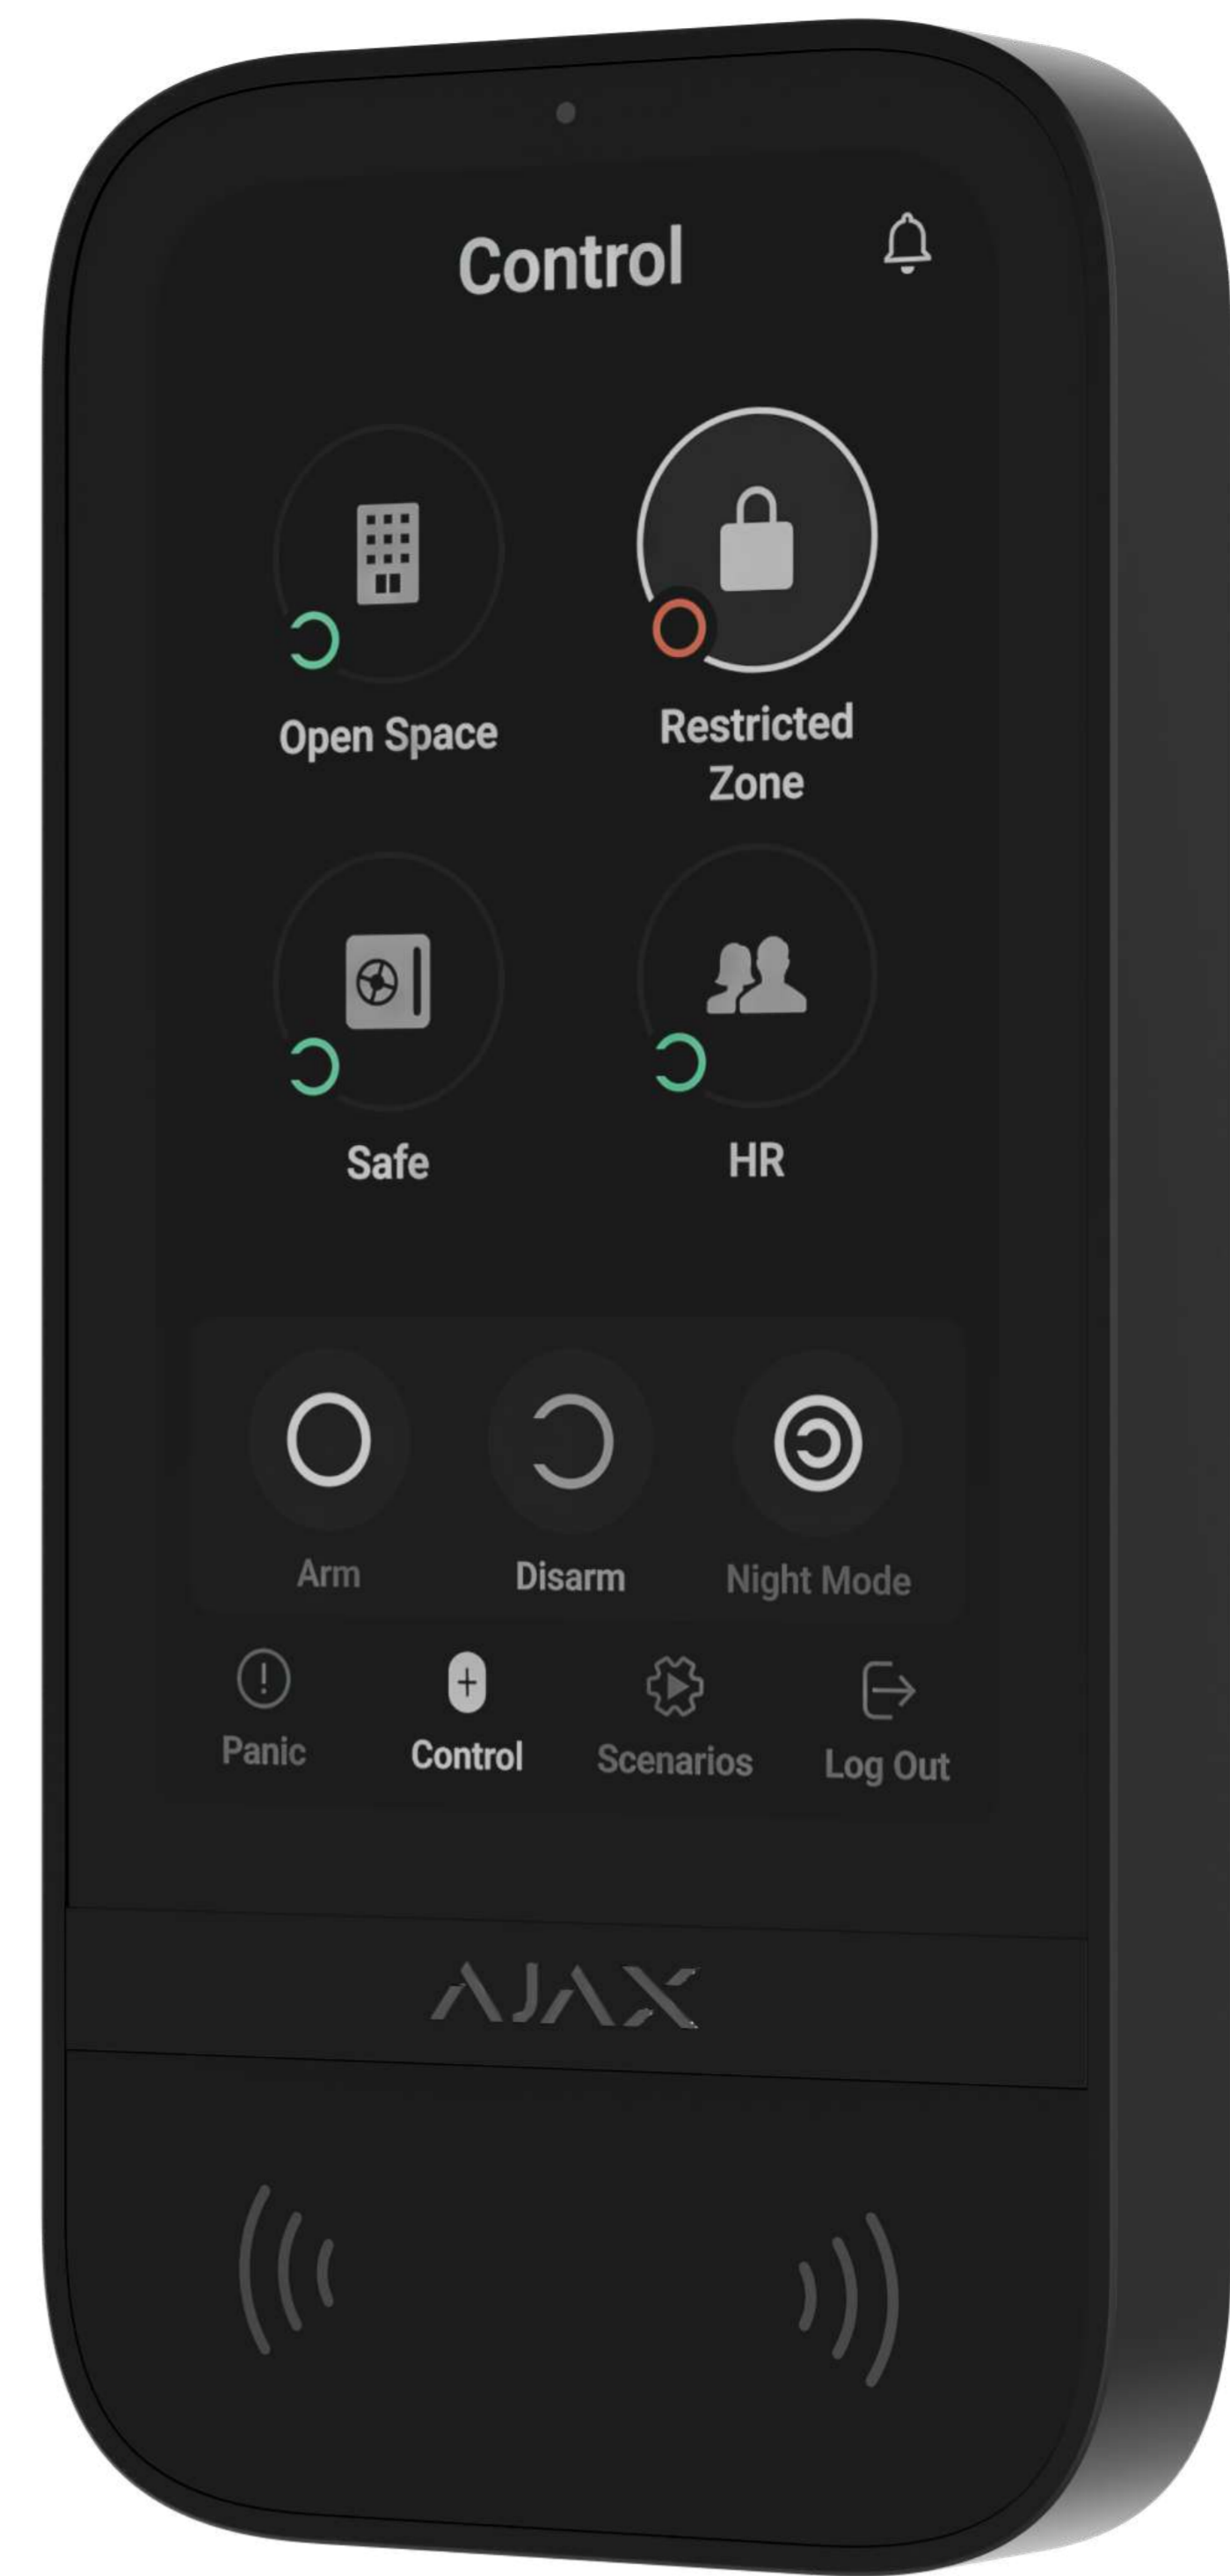 Control
Open Space
Restricted
Zone
Safe
HR
Arm
Disarm
Night Mode
Panic
Control
Scenarios
Log Out
AJAX